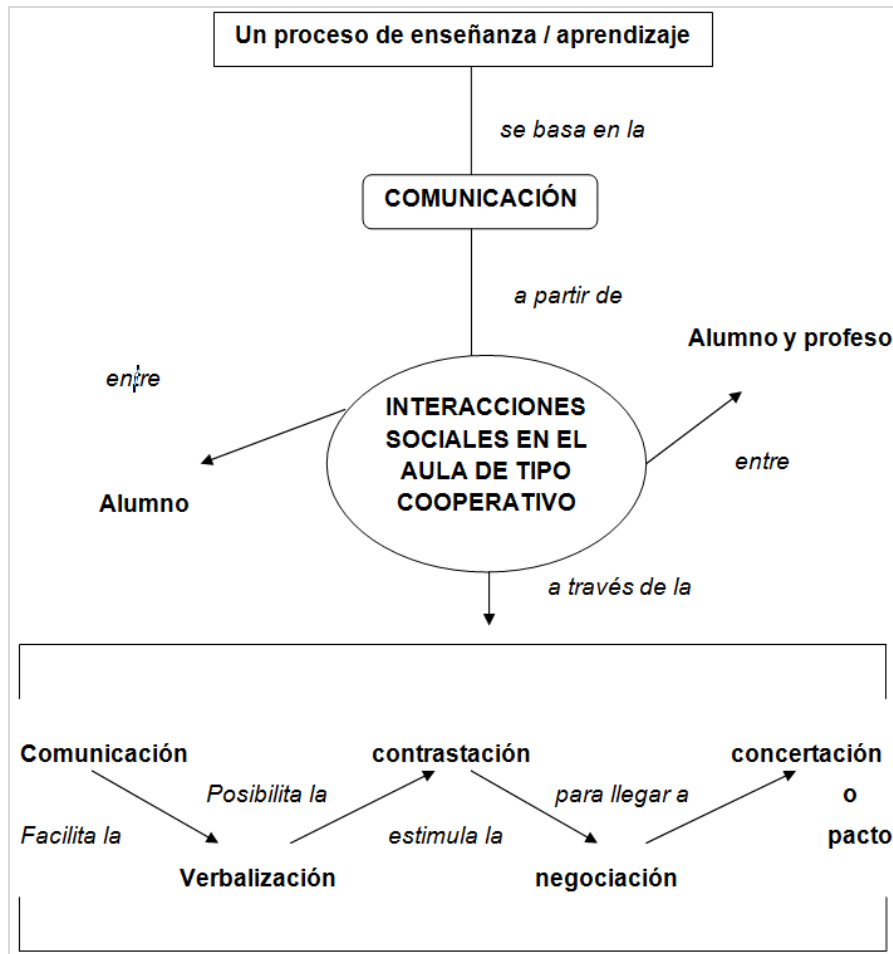 Un proceso de enseñanza / aprendizaje
se basa en la
COMUNICACIÓN
a partir de
Alumno y profeso
entre
INTERACCIONES
SOCIALES EN EL
AULA DE TIPO
COOPERATIVO
entre
Alumno
a través de la
Comunicación
contrastación
concertación
Posibilita la
para llegar a
o
Facilita la
estimula la
pacto
Verbalización
negociación